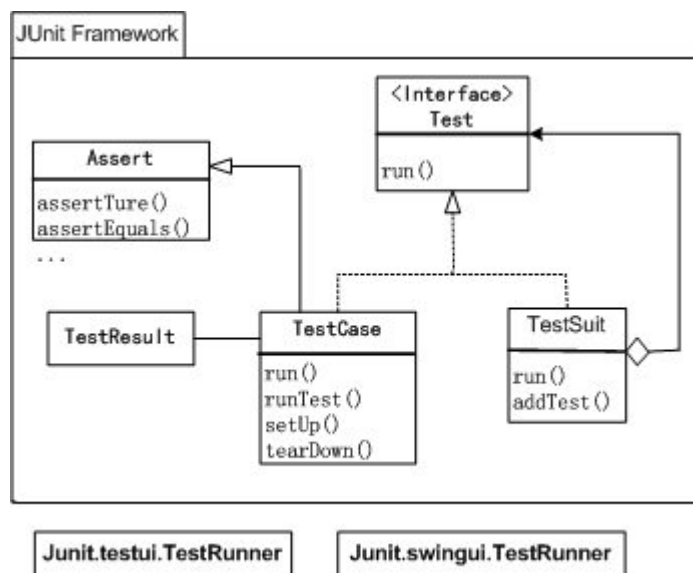 JUnit Framework
<Interface>
Test
run()
Assert
assertTure()
assertEquals()
...
TestResult
TestCase
run()
runTest()
setUp()
tearDown()
TestSuit
run()
addTest()
Junit.testui.TestRunner
Junit.swingui.TestRunner